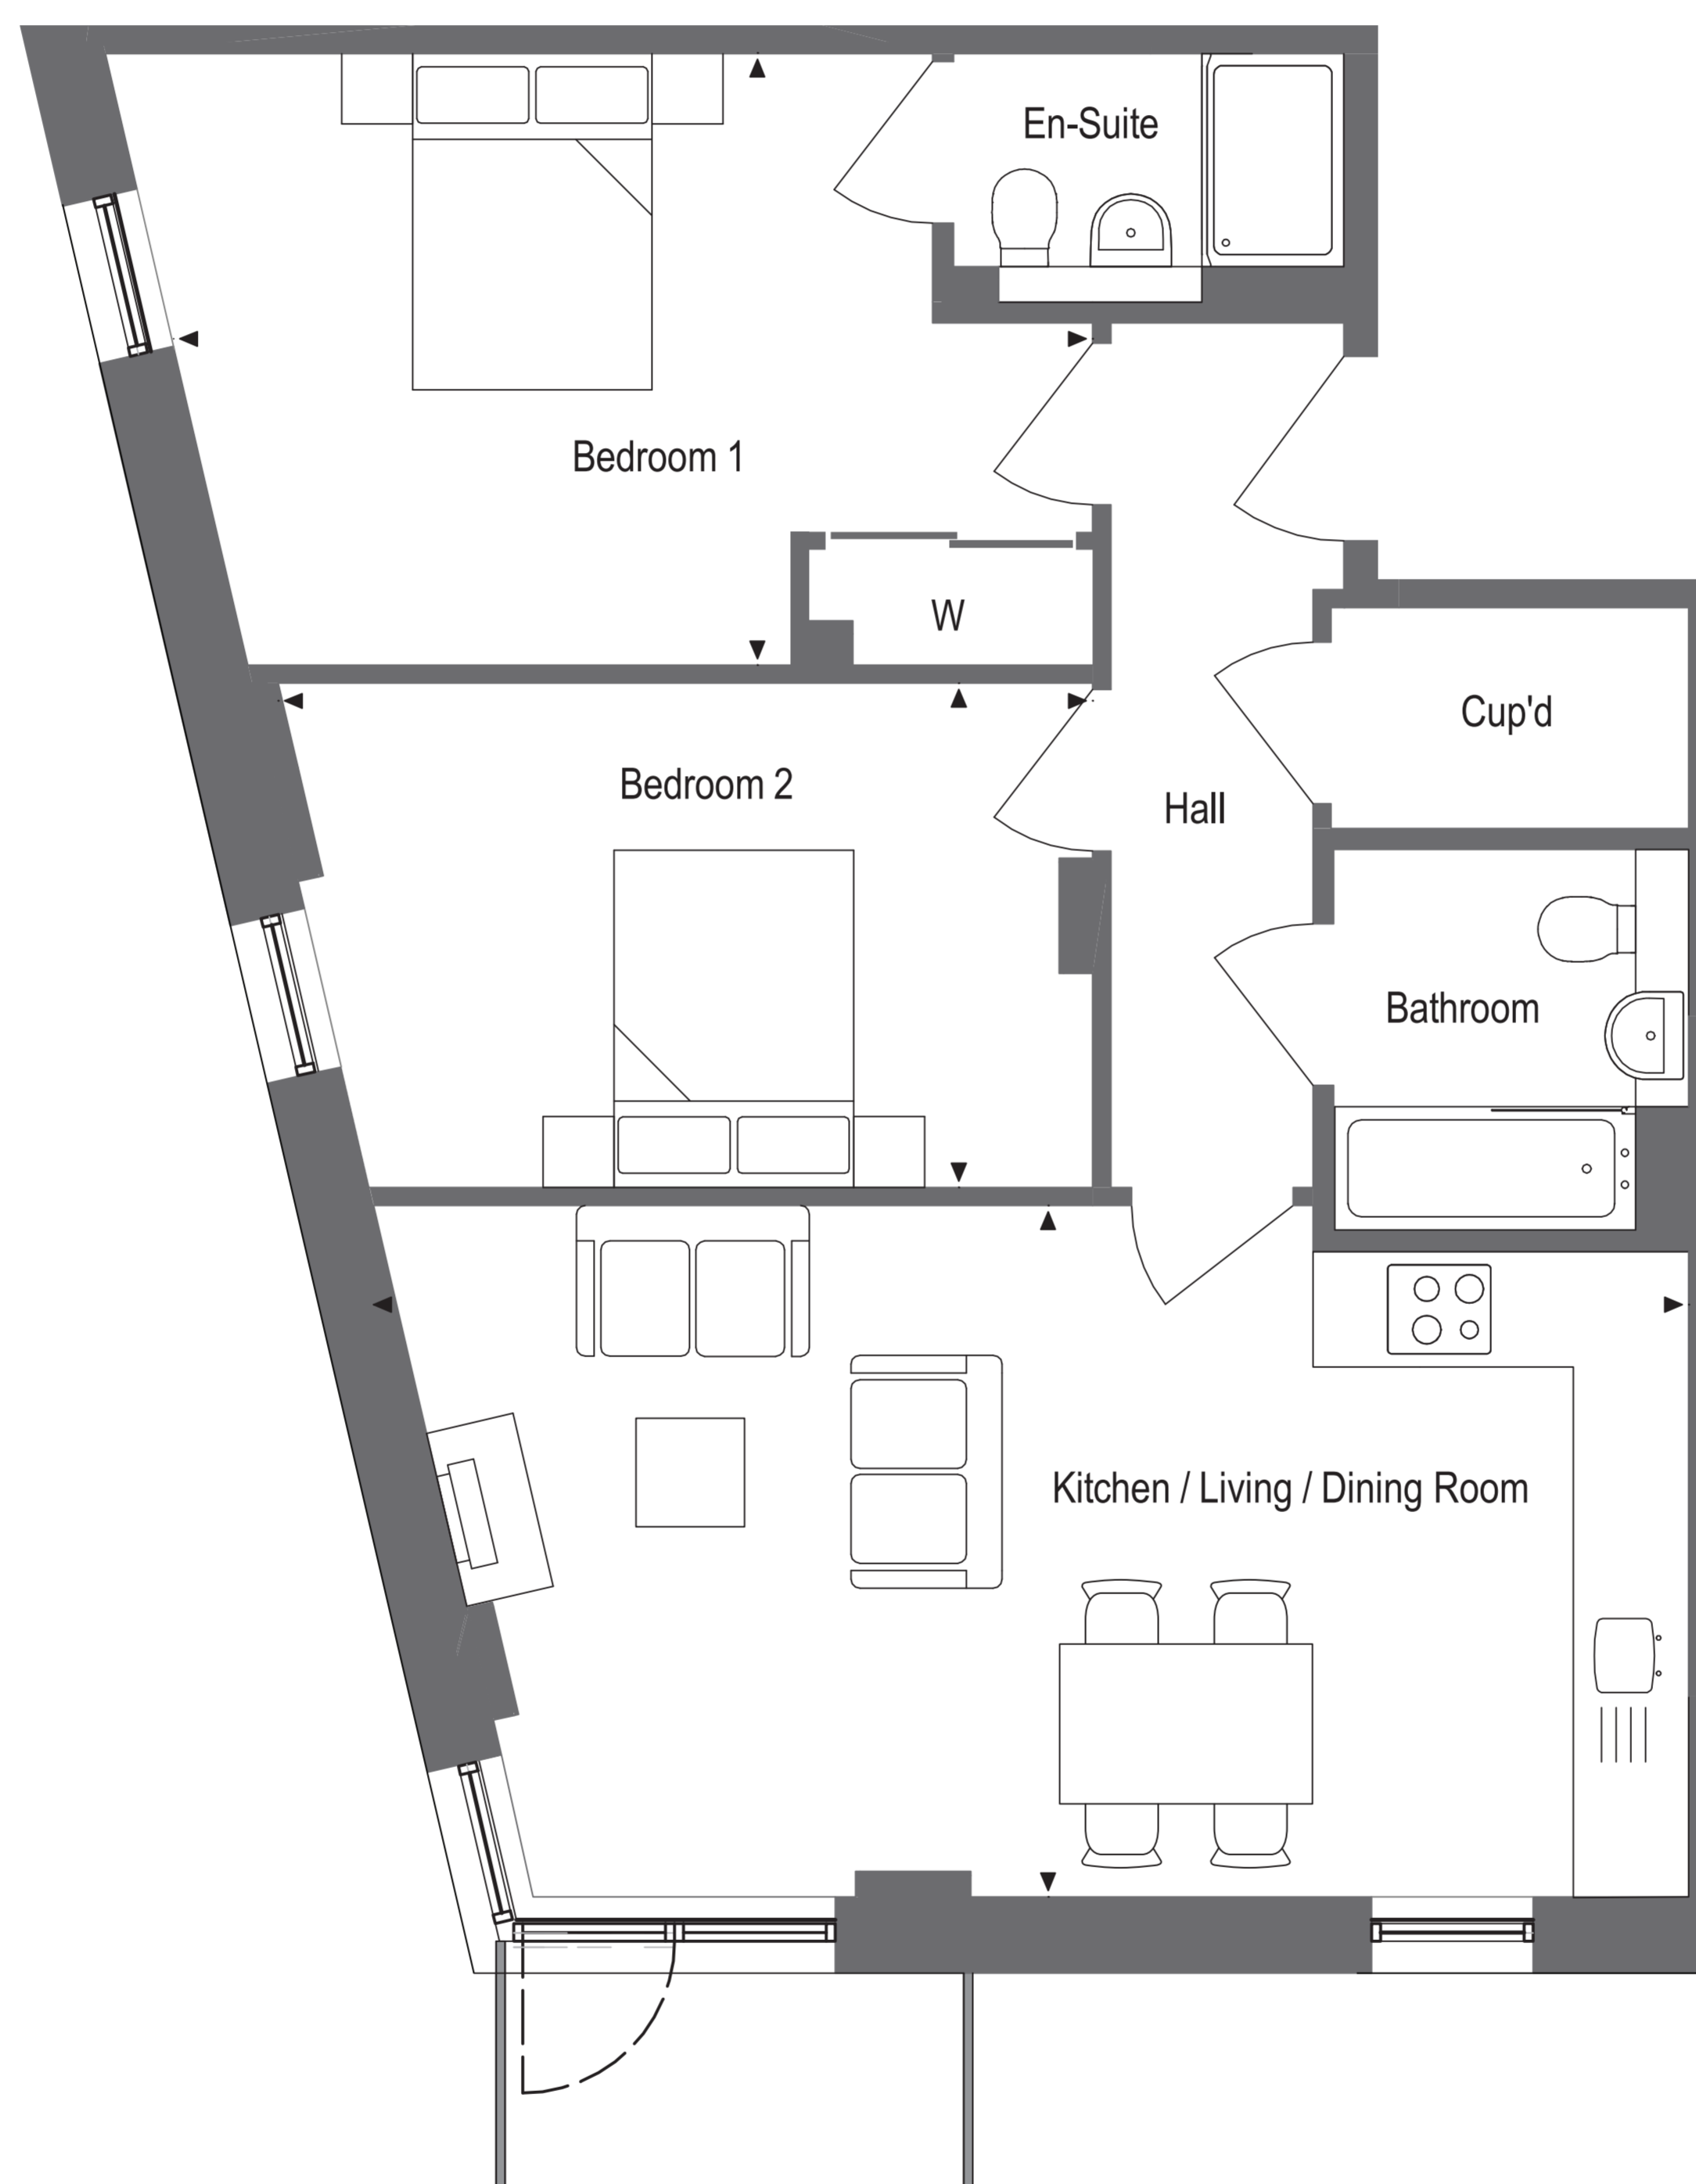 En-Suite
Bedroom 1
W
Cup'd
Bedroom 2
Hall
Bathroom
Kitchen / Living / Dining Room